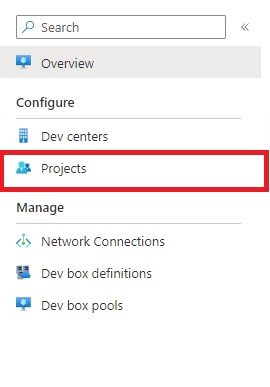 Search
Overview
Configure
Dev centers
Projects
Manage
Network Connections
Dev box definitions
Dev box pools